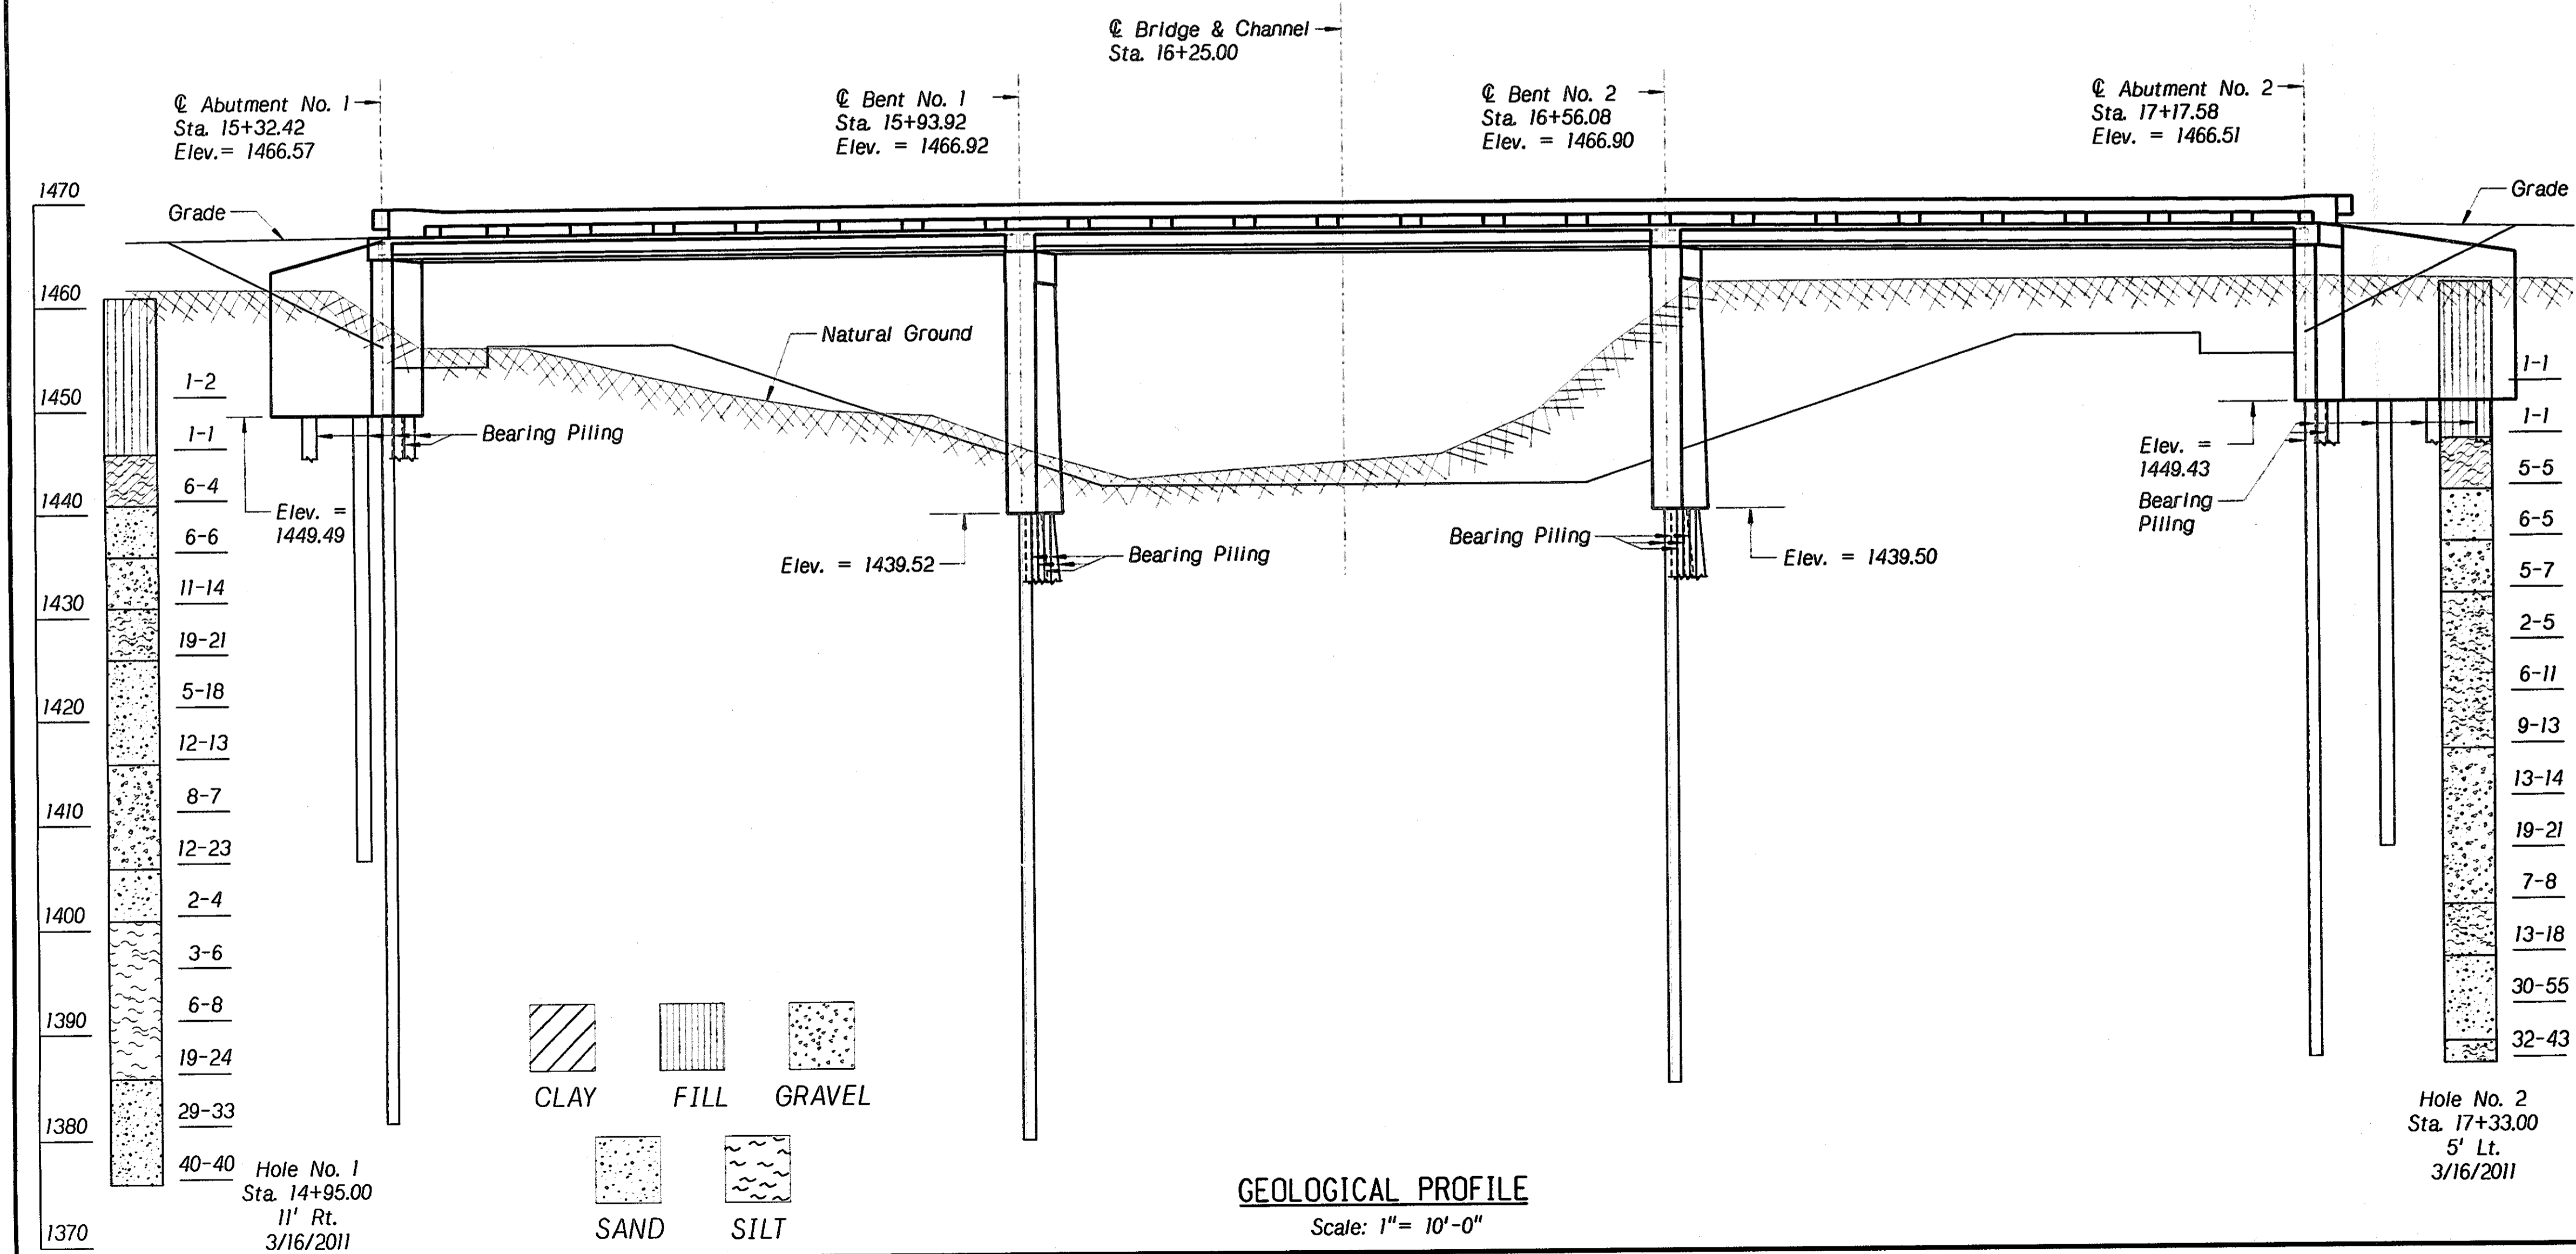 ℄ Bridge & Channel
Sta. 16+25.00
℄ Abutment No. 1
Sta. 15+32.42
Elev.= 1466.57
℄ Bent No. 1
Sta. 15+93.92
Elev. = 1466.92
℄ Bent No. 2
Sta. 16+56.08
Elev. = 1466.90
℄ Abutment No. 2
Sta. 17+17.58
Elev. = 1466.51
1470
1460
1450
1440
1430
1420
1410
1400
1390
1380
1370
Grade
Grade
Natural Ground
1-2
1-1
6-4
6-6
11-14
19-21
5-18
12-13
8-7
12-23
2-4
3-6
6-8
19-24
29-33
40-40
Bearing Piling
Elev. =
1449.49
Elev. = 1439.52
Bearing Piling
Bearing Piling
Elev. = 1439.50
Elev. =
1449.43
Bearing
Piling
1-1
1-1
5-5
6-5
5-7
2-5
6-11
9-13
13-14
19-21
7-8
13-18
30-55
32-43
CLAY
FILL
GRAVEL
SAND
SILT
Hole No. 1
Sta. 14+95.00
11' Rt.
3/16/2011
GEOLOGICAL PROFILE
Scale: 1"= 10'-0"
Hole No. 2
Sta. 17+33.00
5' Lt.
3/16/2011